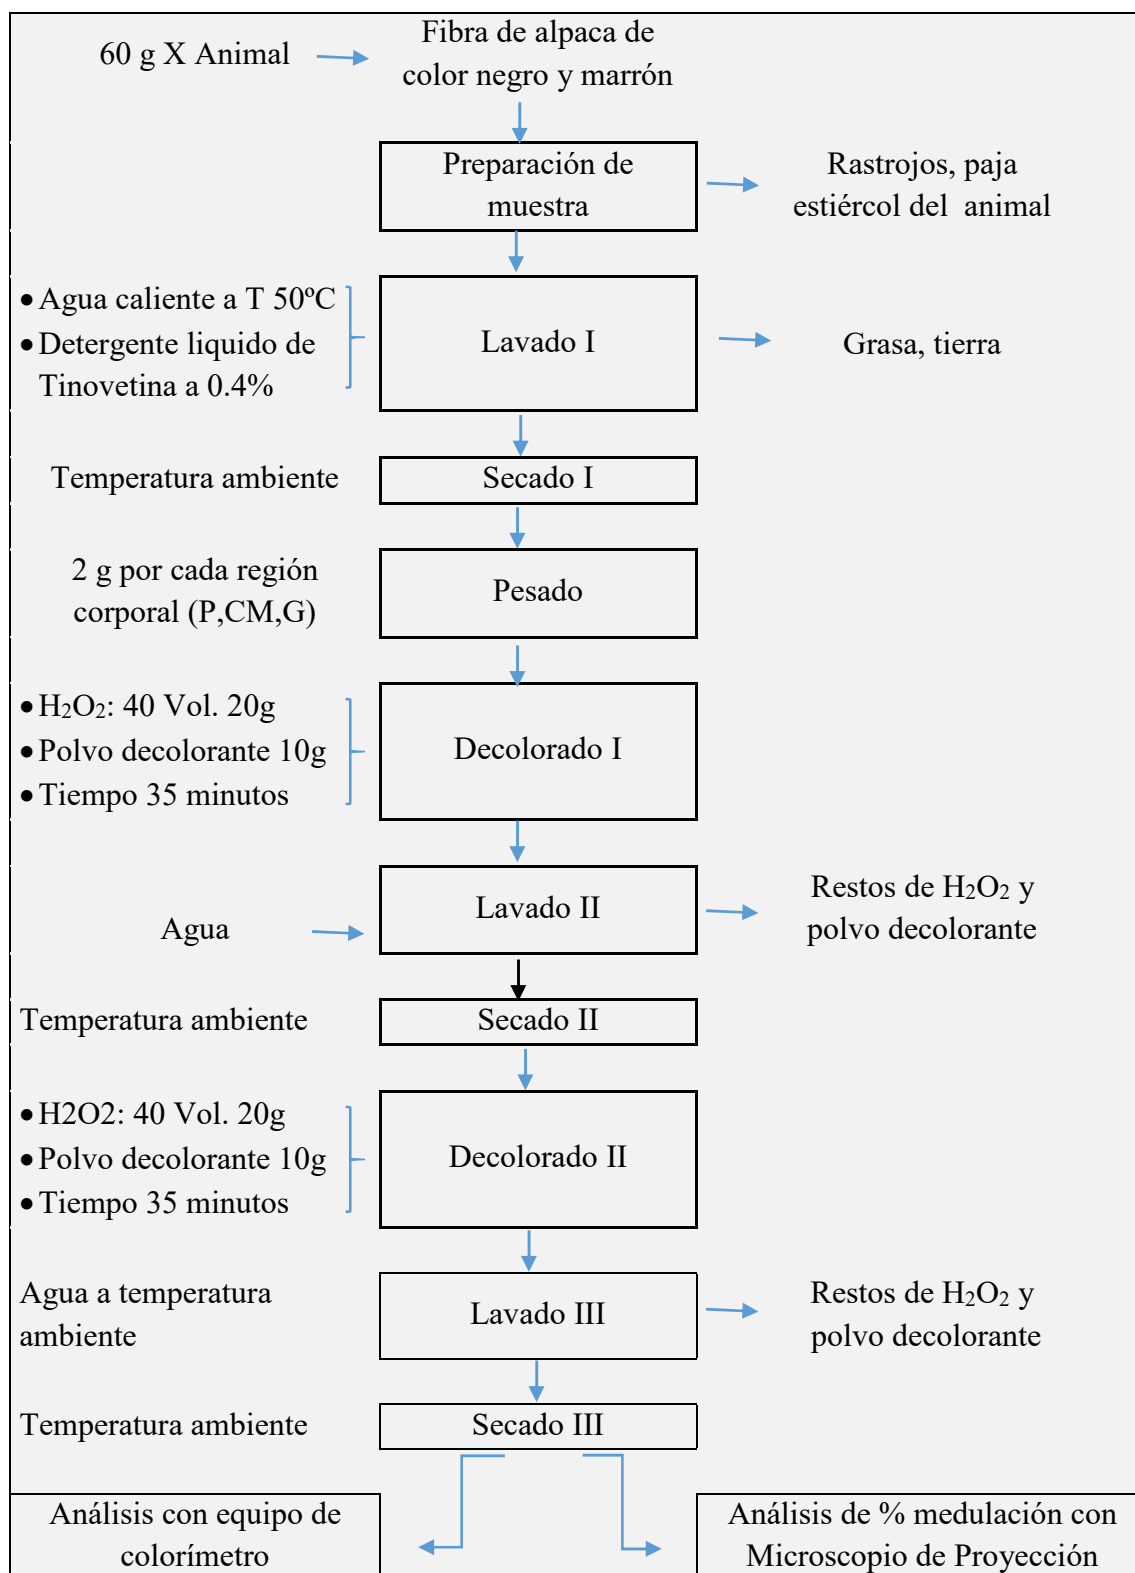 60 g X Animal
Fibra de alpaca de
color negro y marrón
Preparación de
muestra
Rastrojos, paja
estiércol del animal
• Agua caliente a T 50ºC
• Detergente liquido de
Tinovetina a 0.4%
Lavado I
Grasa, tierra
Temperatura ambiente
Secado I
2 g por cada región
corporal (P,CM,G)
Pesado
• H₂O₂: 40 Vol. 20g
• Polvo decolorante 10g
• Tiempo 35 minutos
Decolorado I
Agua
Lavado II
Restos de H₂O₂ y
polvo decolorante
Temperatura ambiente
Secado II
• H2O2: 40 Vol. 20g
• Polvo decolorante 10g
• Tiempo 35 minutos
Decolorado II
Agua a temperatura
ambiente
Lavado III
Restos de H₂O₂ y
polvo decolorante
Temperatura ambiente
Secado III
Análisis con equipo de
colorímetro
Análisis de % medulación con
Microscopio de Proyección